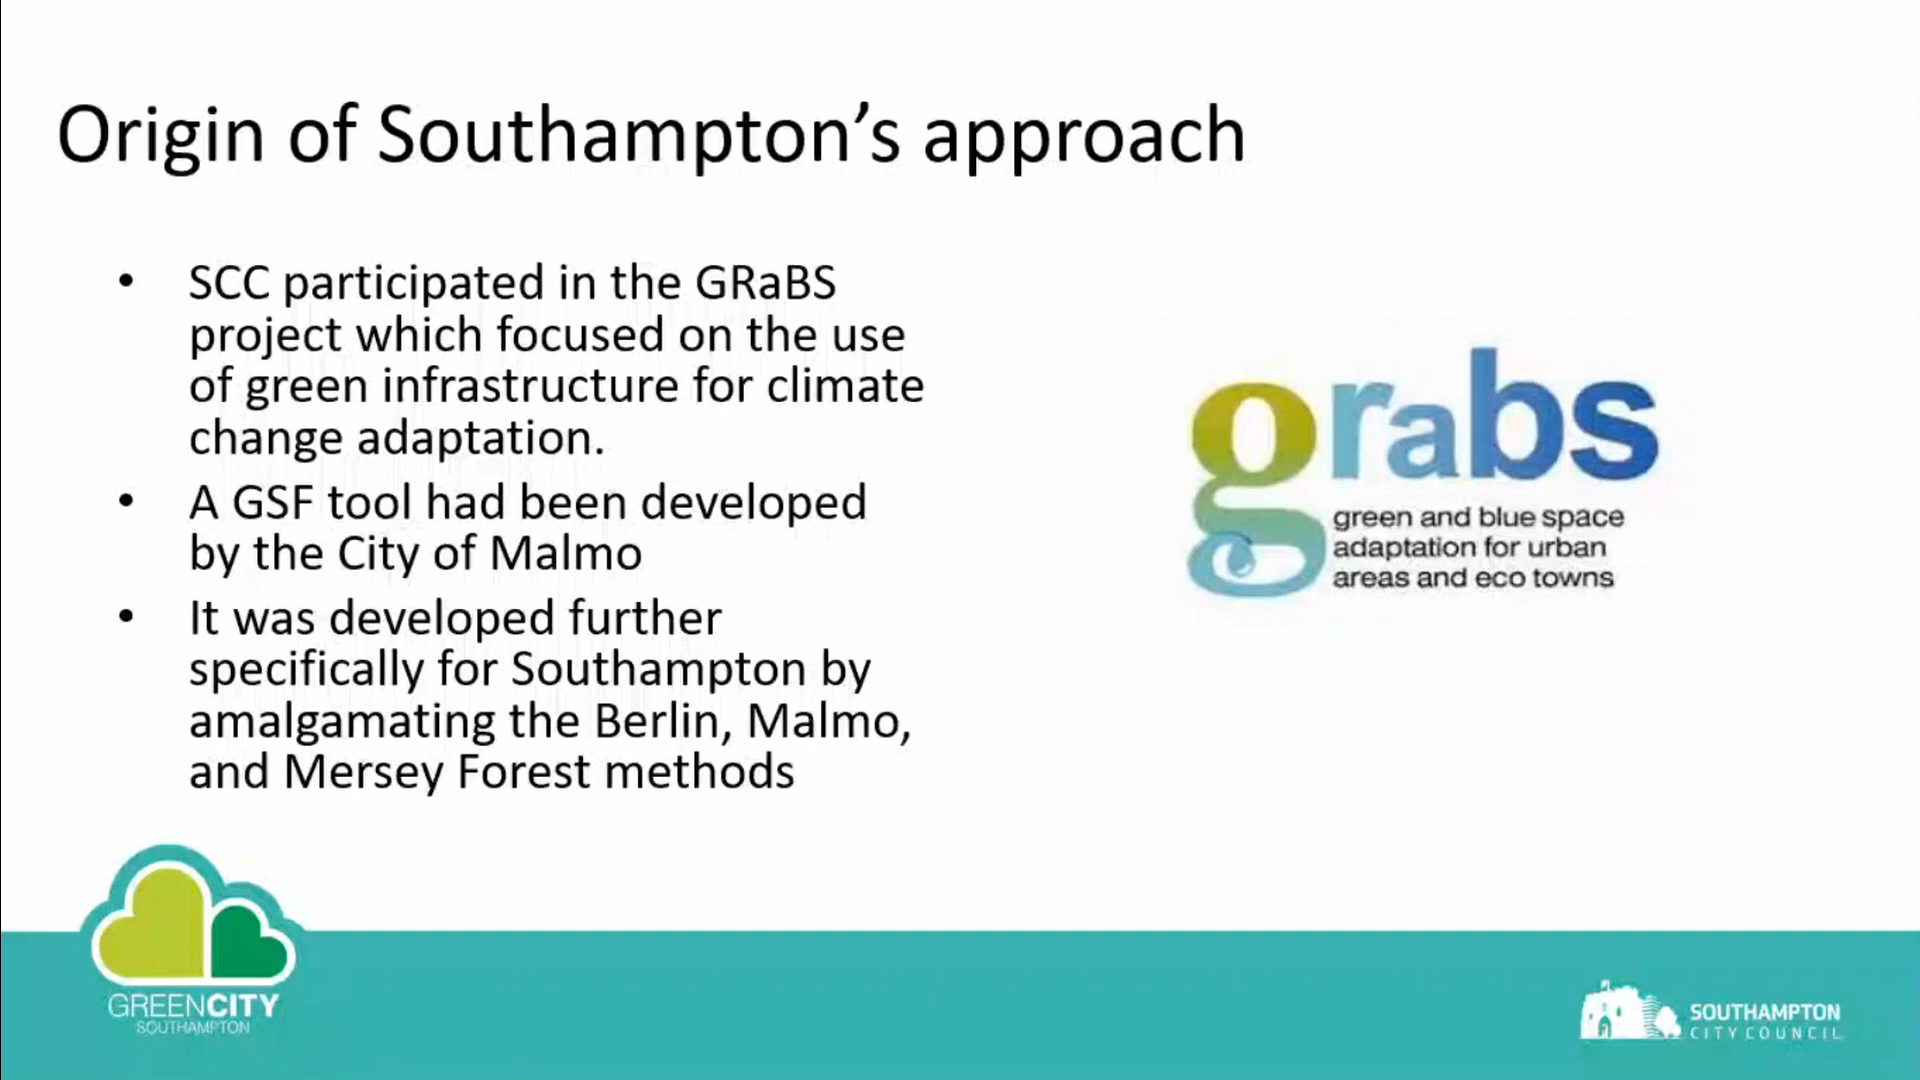 Origin of Southampton’s approach
• SCC participated in the GRaBS
project which focused on the use
of green infrastructure for climate
change adaptation.
• A GSF tool had been developed
by the City of Malmo
• It was developed further
specifically for Southampton by
amalgamating the Berlin, Malmo,
and Mersey Forest methods
grabs
green and blue space
adaptation for urban
areas and eco towns
GREENCITY
SOUTHAMPTON
SOUTHAMPTON
CITY COUNCIL